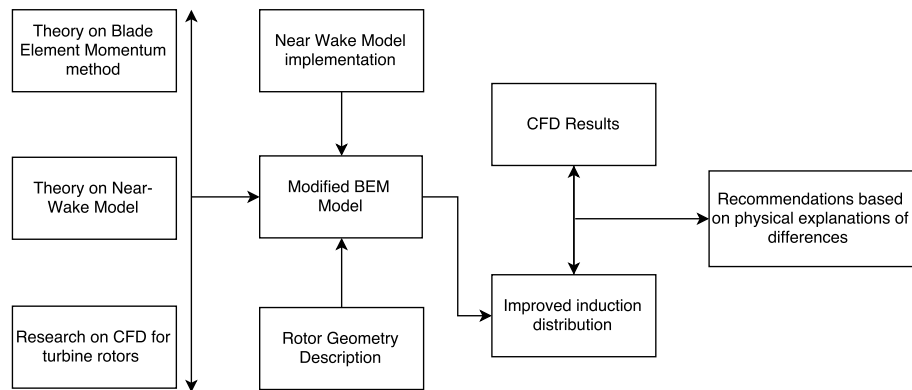 Theory on Blade
Element Momentum
method
Near Wake Model
implementation
CFD Results
Theory on Near-
Wake Model
Modified BEM
Model
Recommendations based
on physical explanations of
differences
Research on CFD for
turbine rotors
Rotor Geometry
Description
Improved induction
distribution